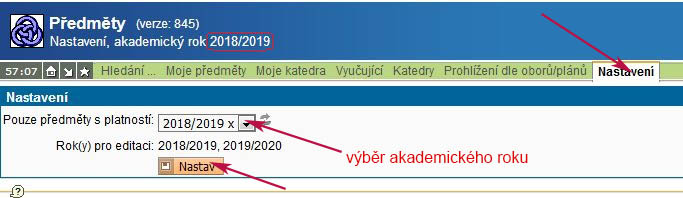 Předměty (verze: 845)
Nastavení, akademický rok 2018/2019
57:07 Hledání ... Moje předměty Moje katedra Vyučující Katedry Prohlížení dle oborů/plánů Nastavení
Nastavení
Pouze předměty s platností: 2018/2019 x
Rok(y) pro editaci: 2018/2019, 2019/2020
výběr akademického roku
Nastav
?